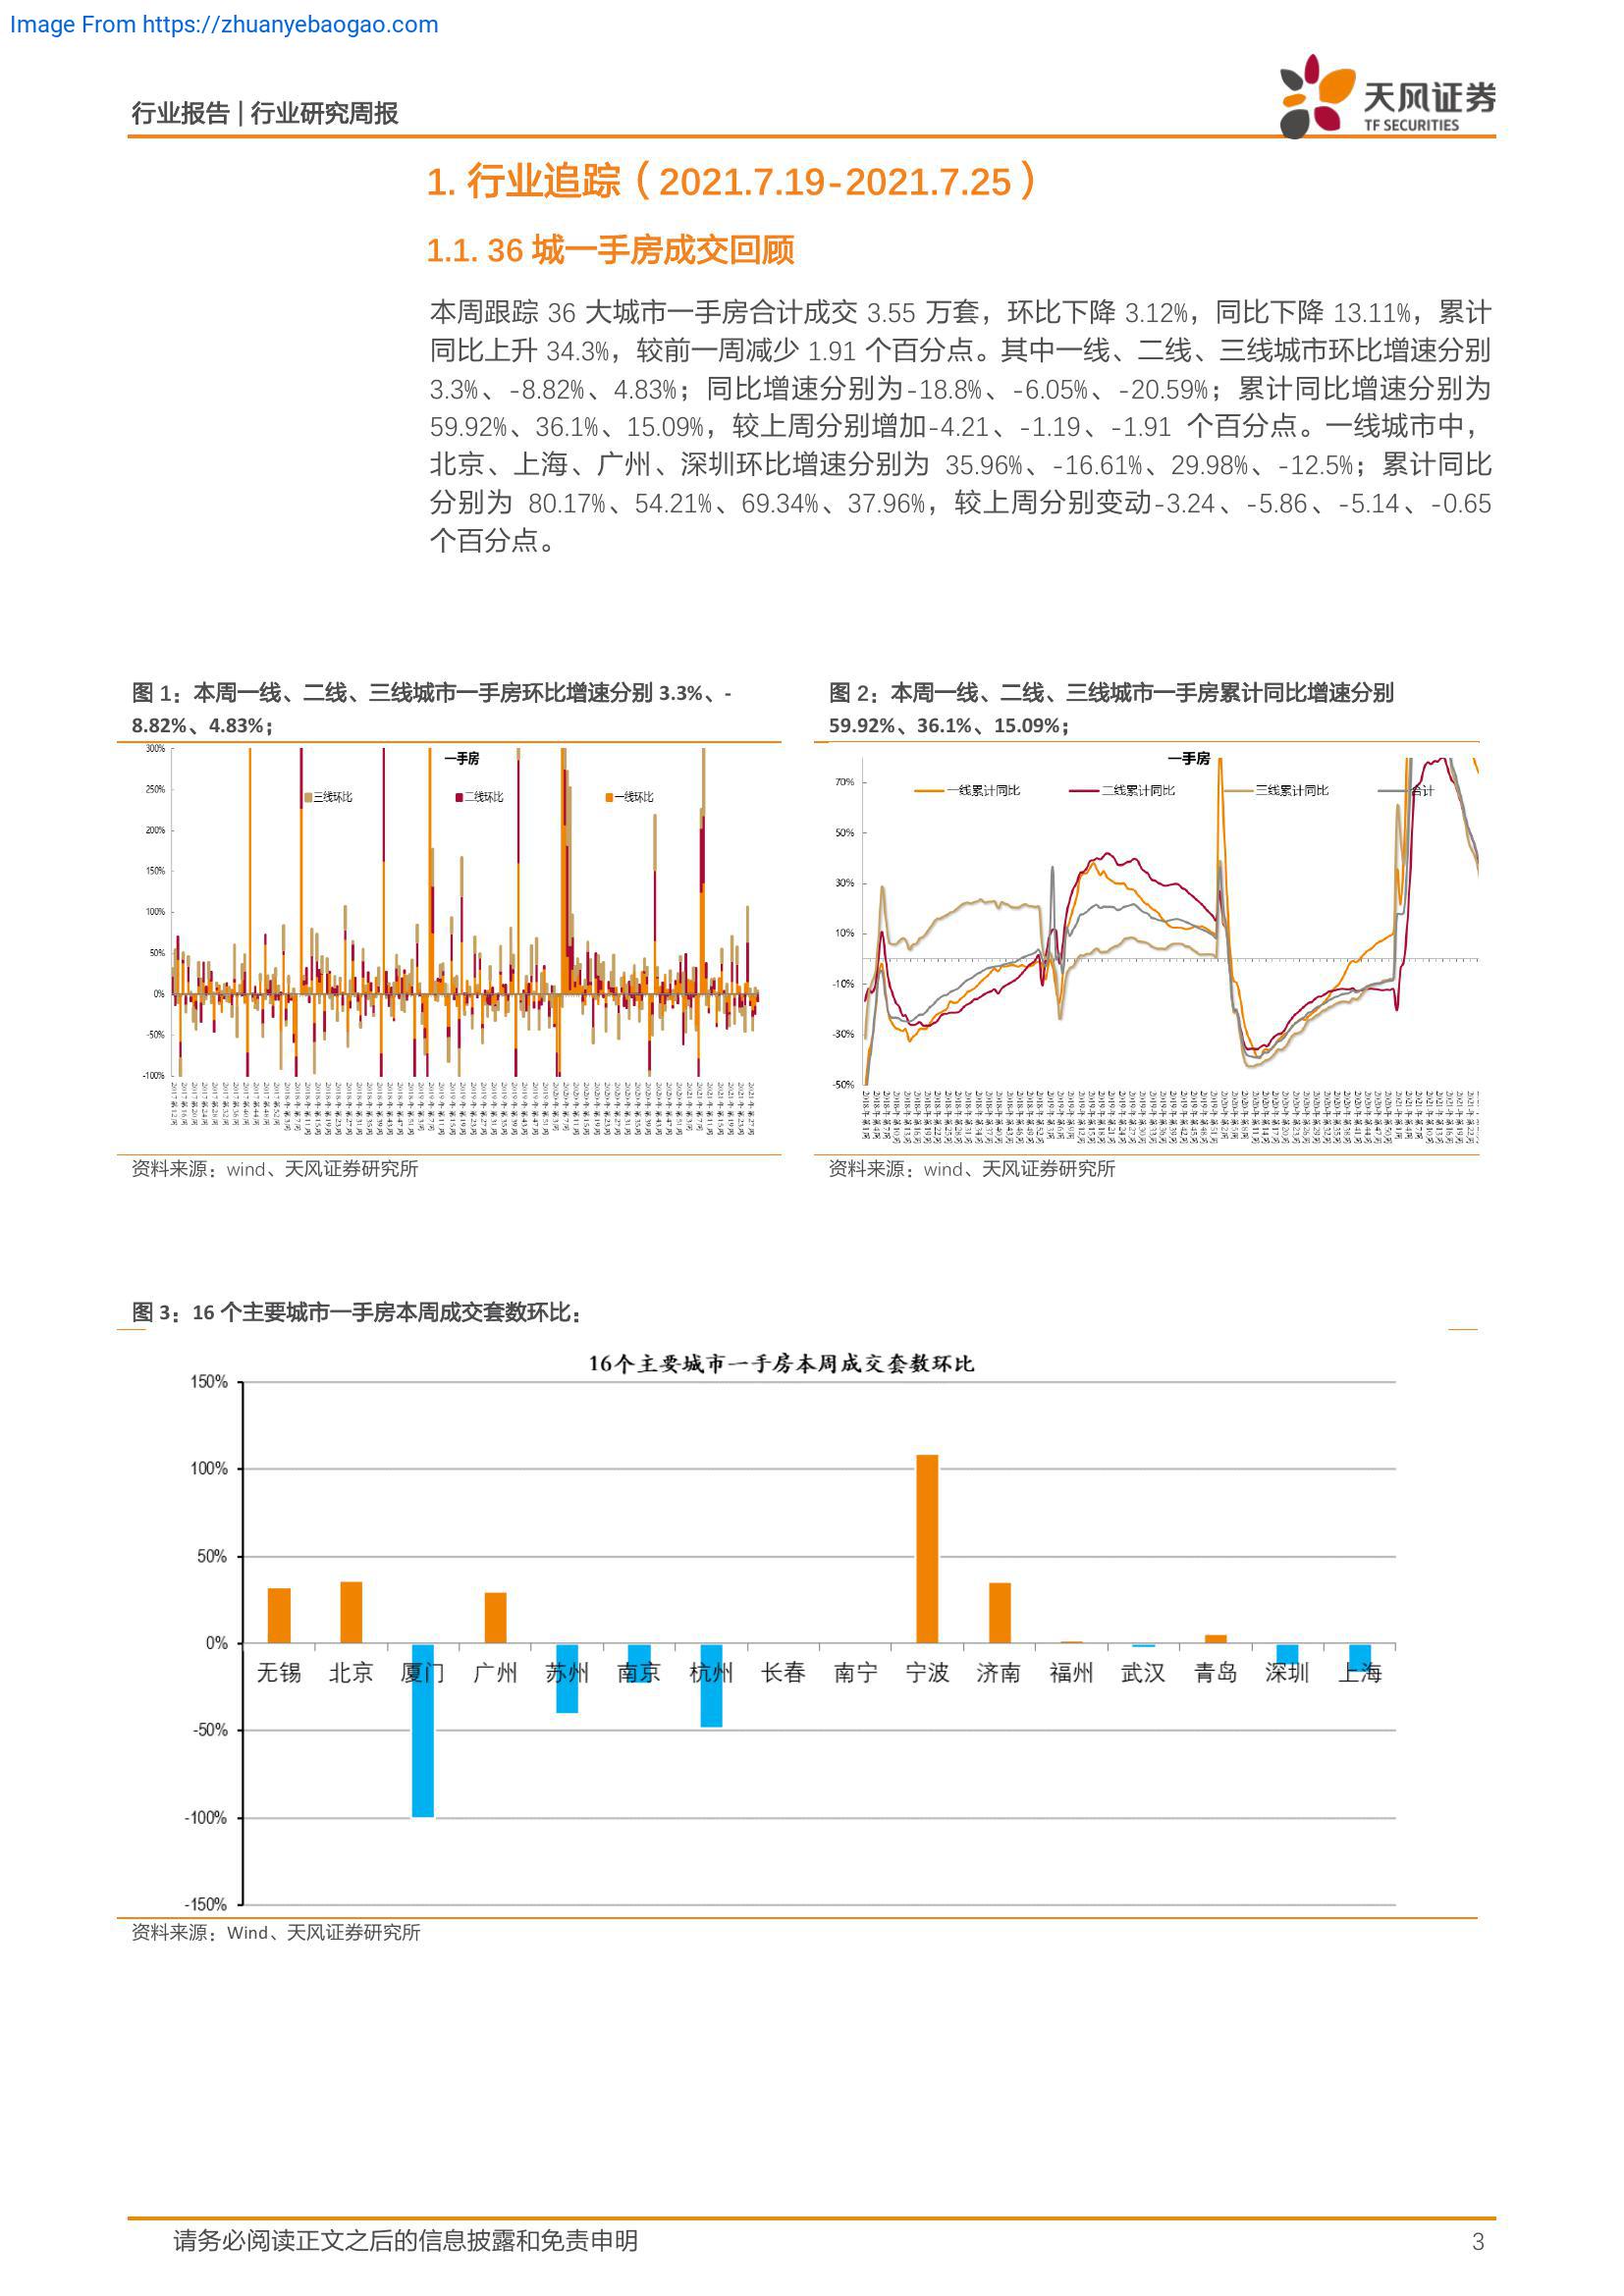 Image From https://zhuanyebaogao.com
行业报告 | 行业研究周报
天风证券
TF SECURITIES
1. 行业追踪（2021.7.19-2021.7.25）
1.1. 36 城一手房成交回顾
本周跟踪 36 大城市一手房合计成交 3.55 万套，环比下降 3.12%，同比下降 13.11%，累计
同比上升 34.3%，较前一周减少 1.91 个百分点。其中一线、二线、三线城市环比增速分别
3.3%、-8.82%、4.83%；同比增速分别为-18.8%、-6.05%、-20.59%；累计同比增速分别为
59.92%、36.1%、15.09%，较上周分别增加-4.21、-1.19、-1.91 个百分点。一线城市中，
北京、上海、广州、深圳环比增速分别为 35.96%、-16.61%、29.98%、-12.5%；累计同比
分别为 80.17%、54.21%、69.34%、37.96%，较上周分别变动-3.24、-5.86、-5.14、-0.65
个百分点。
图 1：本周一线、二线、三线城市一手房环比增速分别 3.3%、-
8.82%、4.83%；
一手房
三线环比 二线环比 一线环比
300%
250%
200%
150%
100%
50%
0%
-50%
-100%
资料来源：wind、天风证券研究所
图 2：本周一线、二线、三线城市一手房累计同比增速分别
59.92%、36.1%、15.09%；
一手房
一线累计同比 二线累计同比 三线累计同比 合计
70%
50%
30%
10%
-10%
-30%
-50%
资料来源：wind、天风证券研究所
图 3：16 个主要城市一手房本周成交套数环比：
16个主要城市一手房本周成交套数环比
150%
100%
50%
0%
无锡 北京 厦门 广州 苏州 南京 杭州 长春 南宁 宁波 济南 福州 武汉 青岛 深圳 上海
-50%
-100%
-150%
资料来源：Wind、天风证券研究所
请务必阅读正文之后的信息披露和免责申明
3